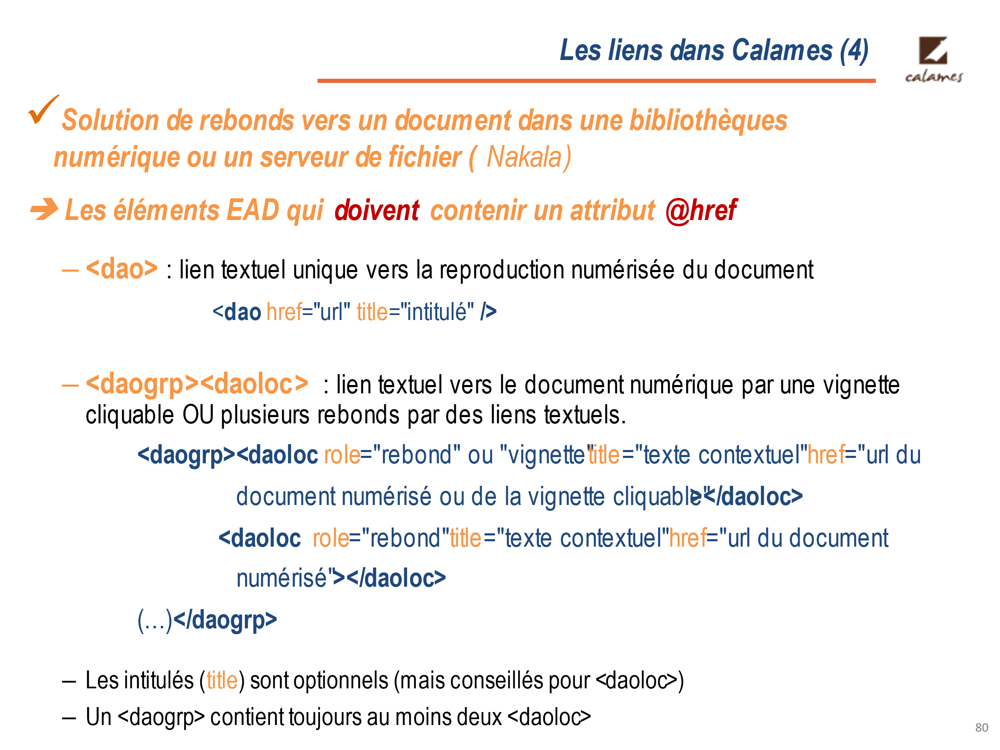 Les liens dans Calames (4)
calames
Solution de rebonds vers un document dans une bibliothèques
numérique ou un serveur de fichier ( Nakala)
Les éléments EAD qui doivent contenir un attribut @href
– <dao> : lien textuel unique vers la reproduction numérisée du document
<dao href="url" title="intitulé" />
– <daogrp><daoloc> : lien textuel vers le document numérique par une vignette
cliquable OU plusieurs rebonds par des liens textuels.
<daogrp><daoloc role="rebond" ou "vignette"title="texte contextuel"href="url du
document numérisé ou de la vignette cliquable"></daoloc>
<daoloc role="rebond"title="texte contextuel"href="url du document
numérisé"></daoloc>
(…)</daogrp>
– Les intitulés (title) sont optionnels (mais conseillés pour <daoloc>)
– Un <daogrp> contient toujours au moins deux <daoloc>
80